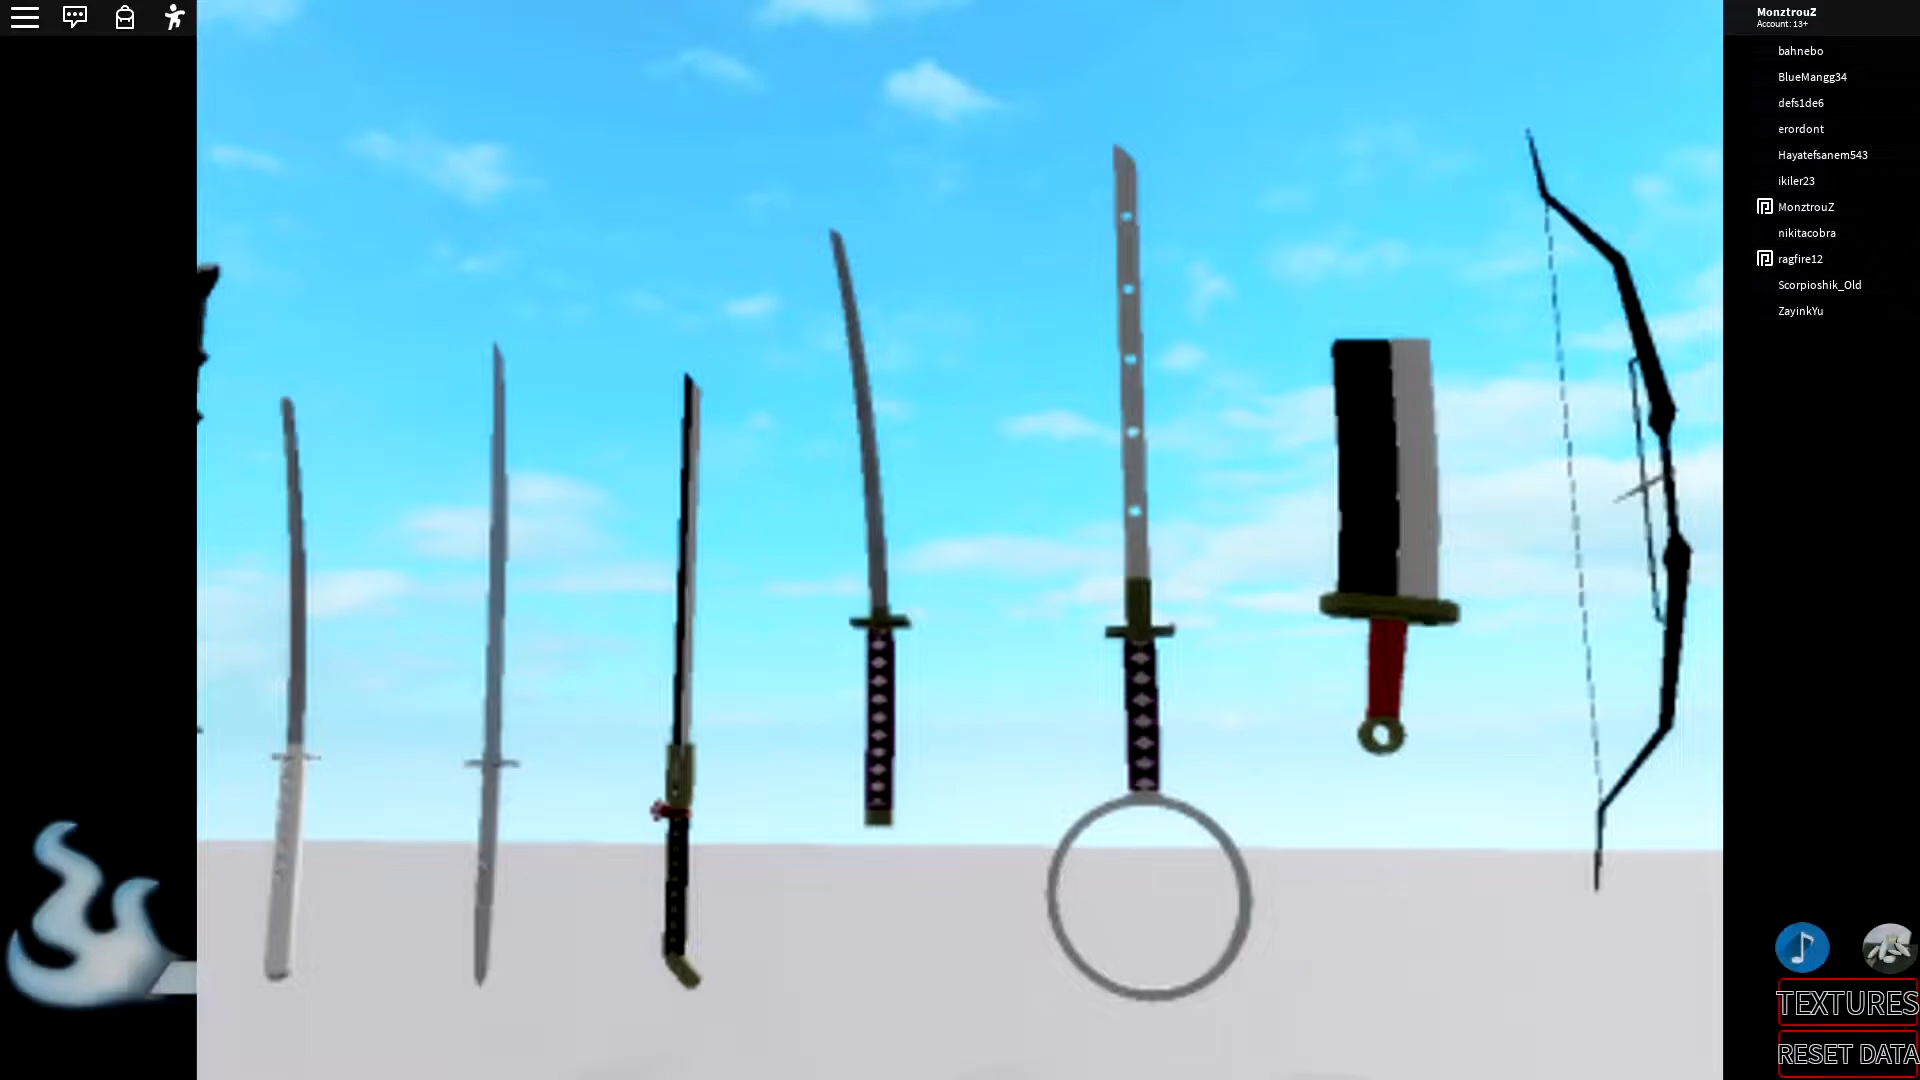 MonztrouZ
Account: 13+
bahnebo
BlueMangg34
defs1de6
erordont
Hayatefsanem543
ikiler23
MonztrouZ
nikitacobra
ragfire12
Scorpioshik_Old
ZayinkYu
TEXTURES
RESET DATA